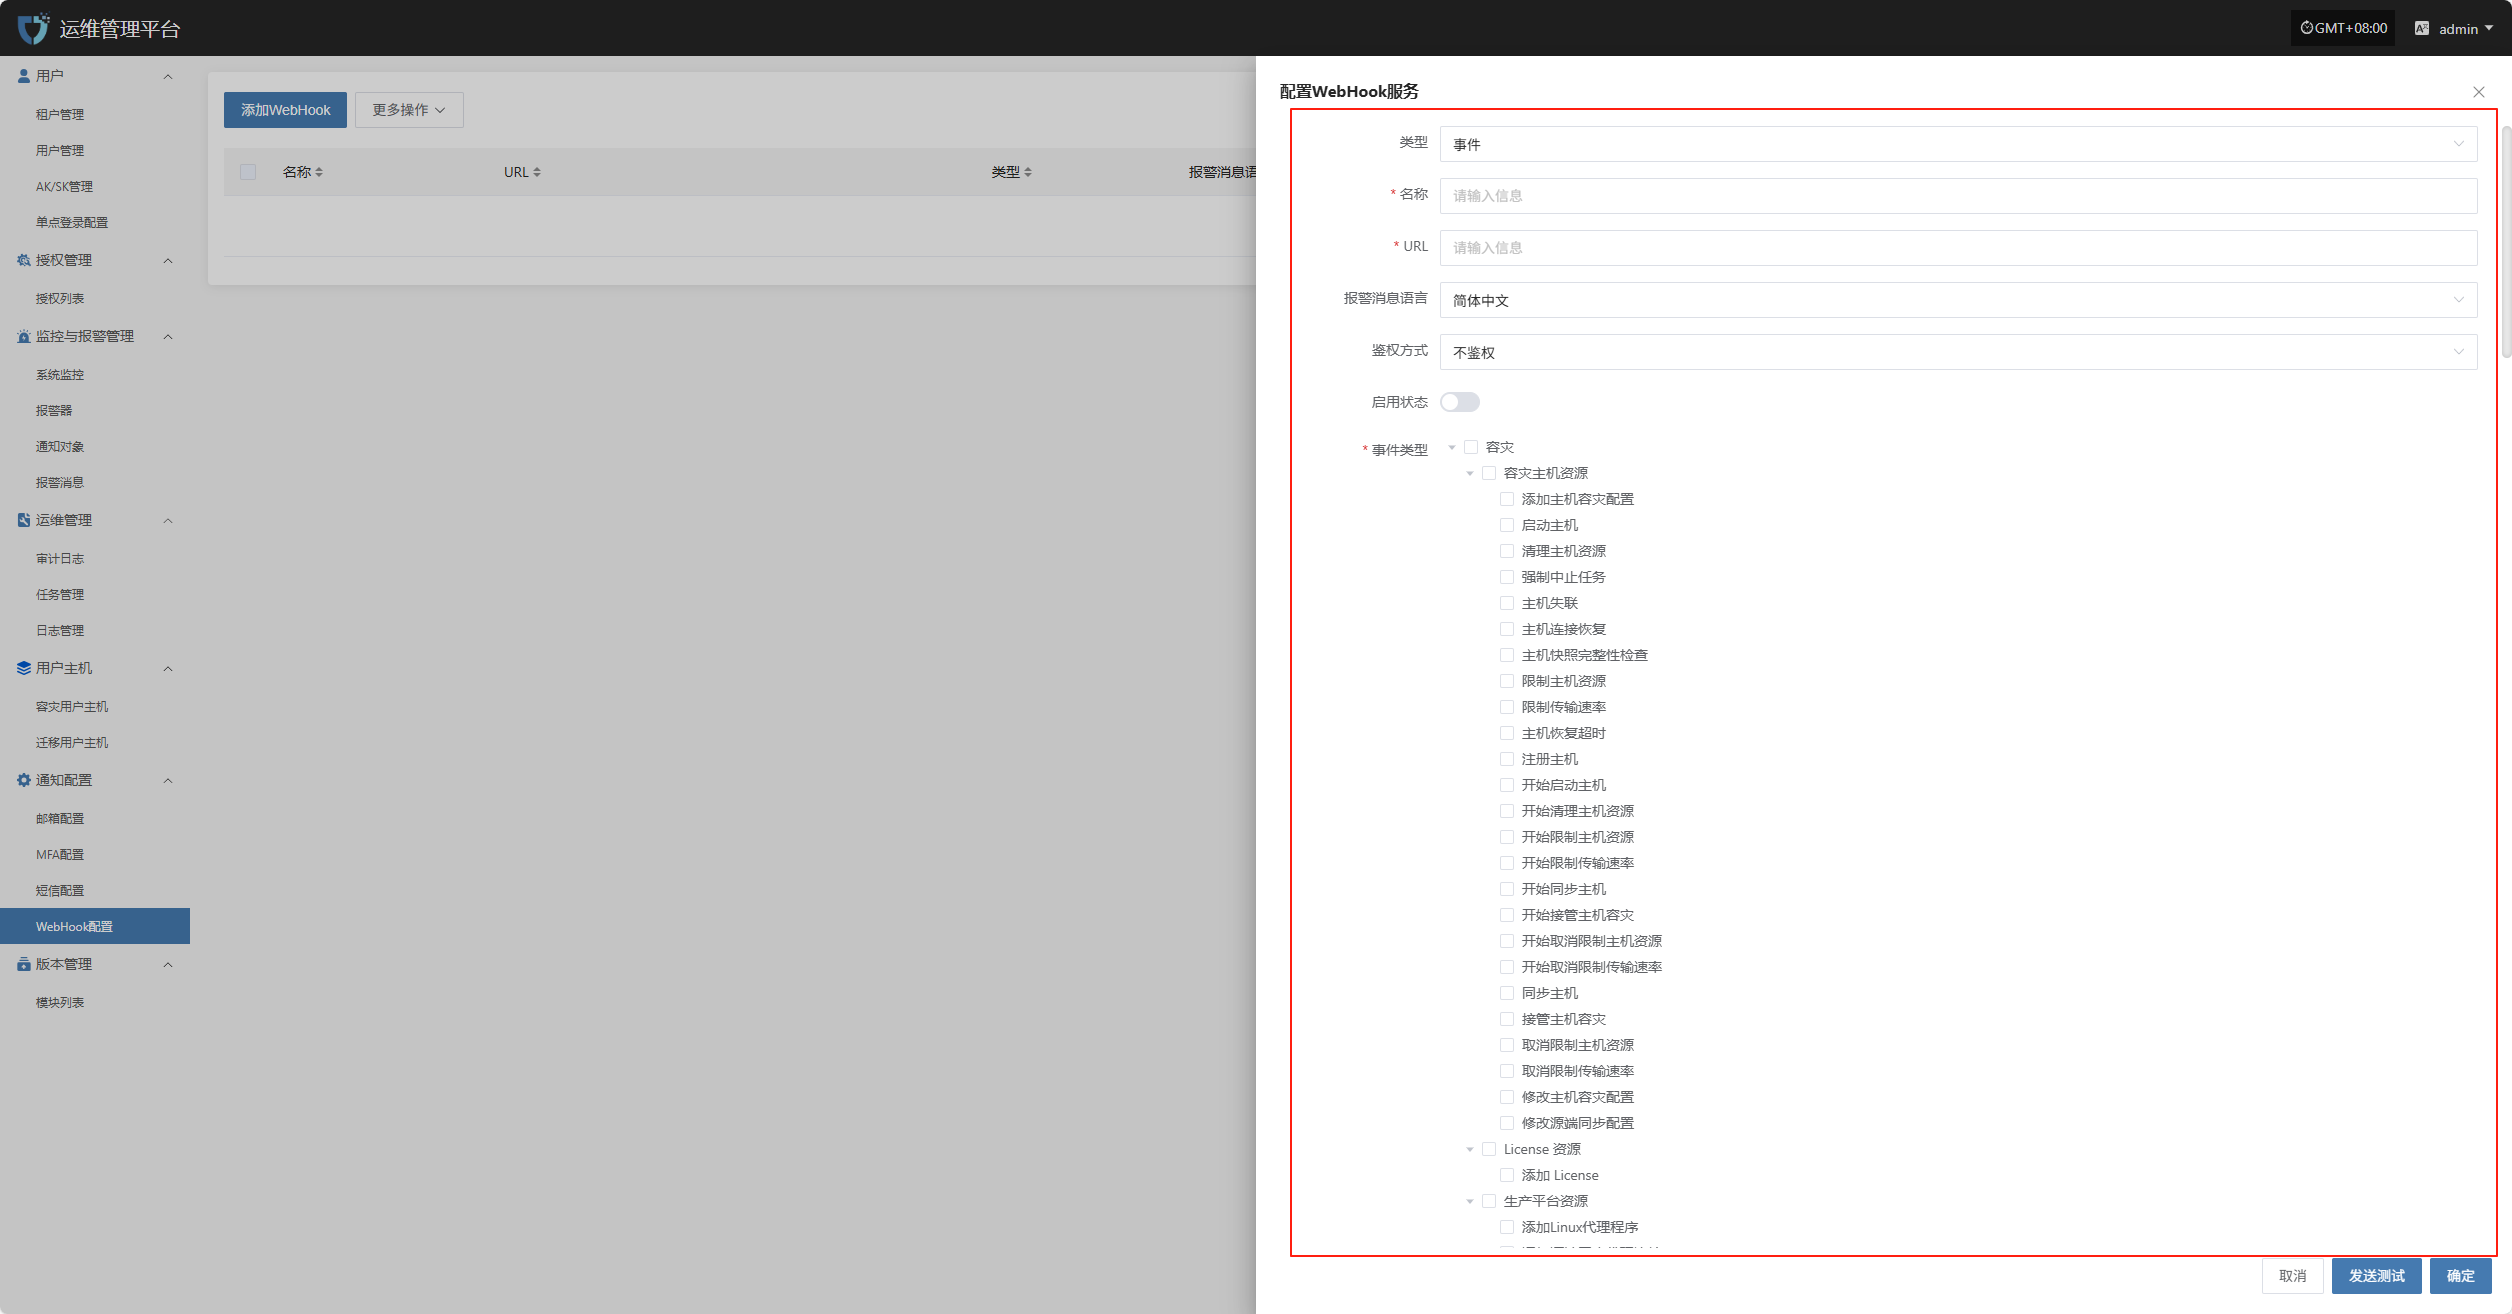 运维管理平台
GMT+08:00
admin
用户
租户管理
用户管理
AK/SK管理
单点登录配置
授权管理
授权列表
监控与报警管理
系统监控
报警器
通知对象
报警消息
运维管理
审计日志
任务管理
日志管理
用户主机
容灾用户主机
迁移用户主机
通知配置
邮箱配置
MFA配置
短信配置
WebHook配置
版本管理
模块列表
添加WebHook
更多操作
名称
URL
类型
报警消息语
配置WebHook服务
类型
事件
* 名称
请输入信息
* URL
请输入信息
报警消息语言
简体中文
鉴权方式
不鉴权
启用状态
* 事件类型
容灾
容灾主机资源
添加主机容灾配置
启动主机
清理主机资源
强制中止任务
主机失联
主机连接恢复
主机快照完整性检查
限制主机资源
限制传输速率
主机恢复超时
注册主机
开始启动主机
开始清理主机资源
开始限制主机资源
开始限制传输速率
开始同步主机
开始接管主机容灾
开始取消限制主机资源
开始取消限制传输速率
同步主机
接管主机容灾
取消限制主机资源
取消限制传输速率
修改主机容灾配置
修改源端同步配置
License 资源
添加 License
生产平台资源
添加Linux代理程序
取消
发送测试
确定